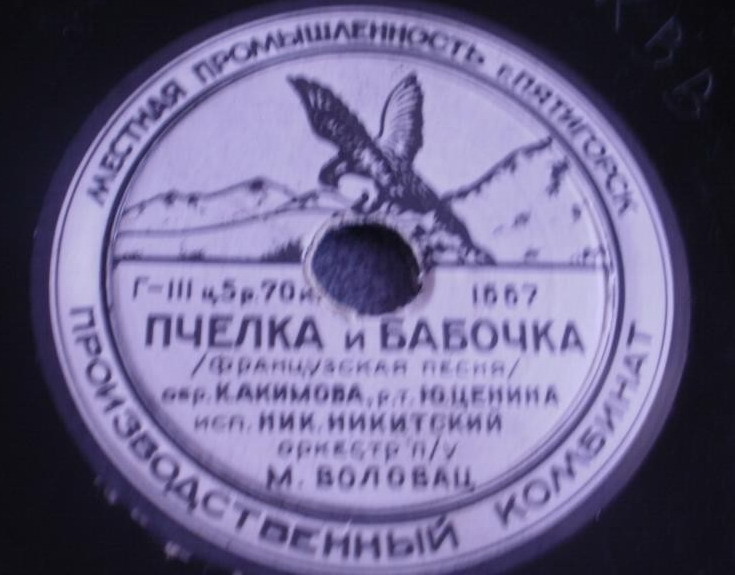 МЕСТНАЯ ПРОМЫШЛЕННОСТЬ г.ПЯТИГОРСК
Г-III ц.5р.70к. 1667
ПЧЕЛКА и БАБОЧКА
/ФРАНЦУЗСКАЯ ПЕСНЯ/
обр. К.АКИМОВА, р.т. Ю.ЦЕНИНА
исп. НИК. НИКИТСКИЙ
ОРКЕСТР П/У
М. ВОЛОВАЦ
ПРОИЗВОДСТВЕННЫЙ КОМБИНАТ